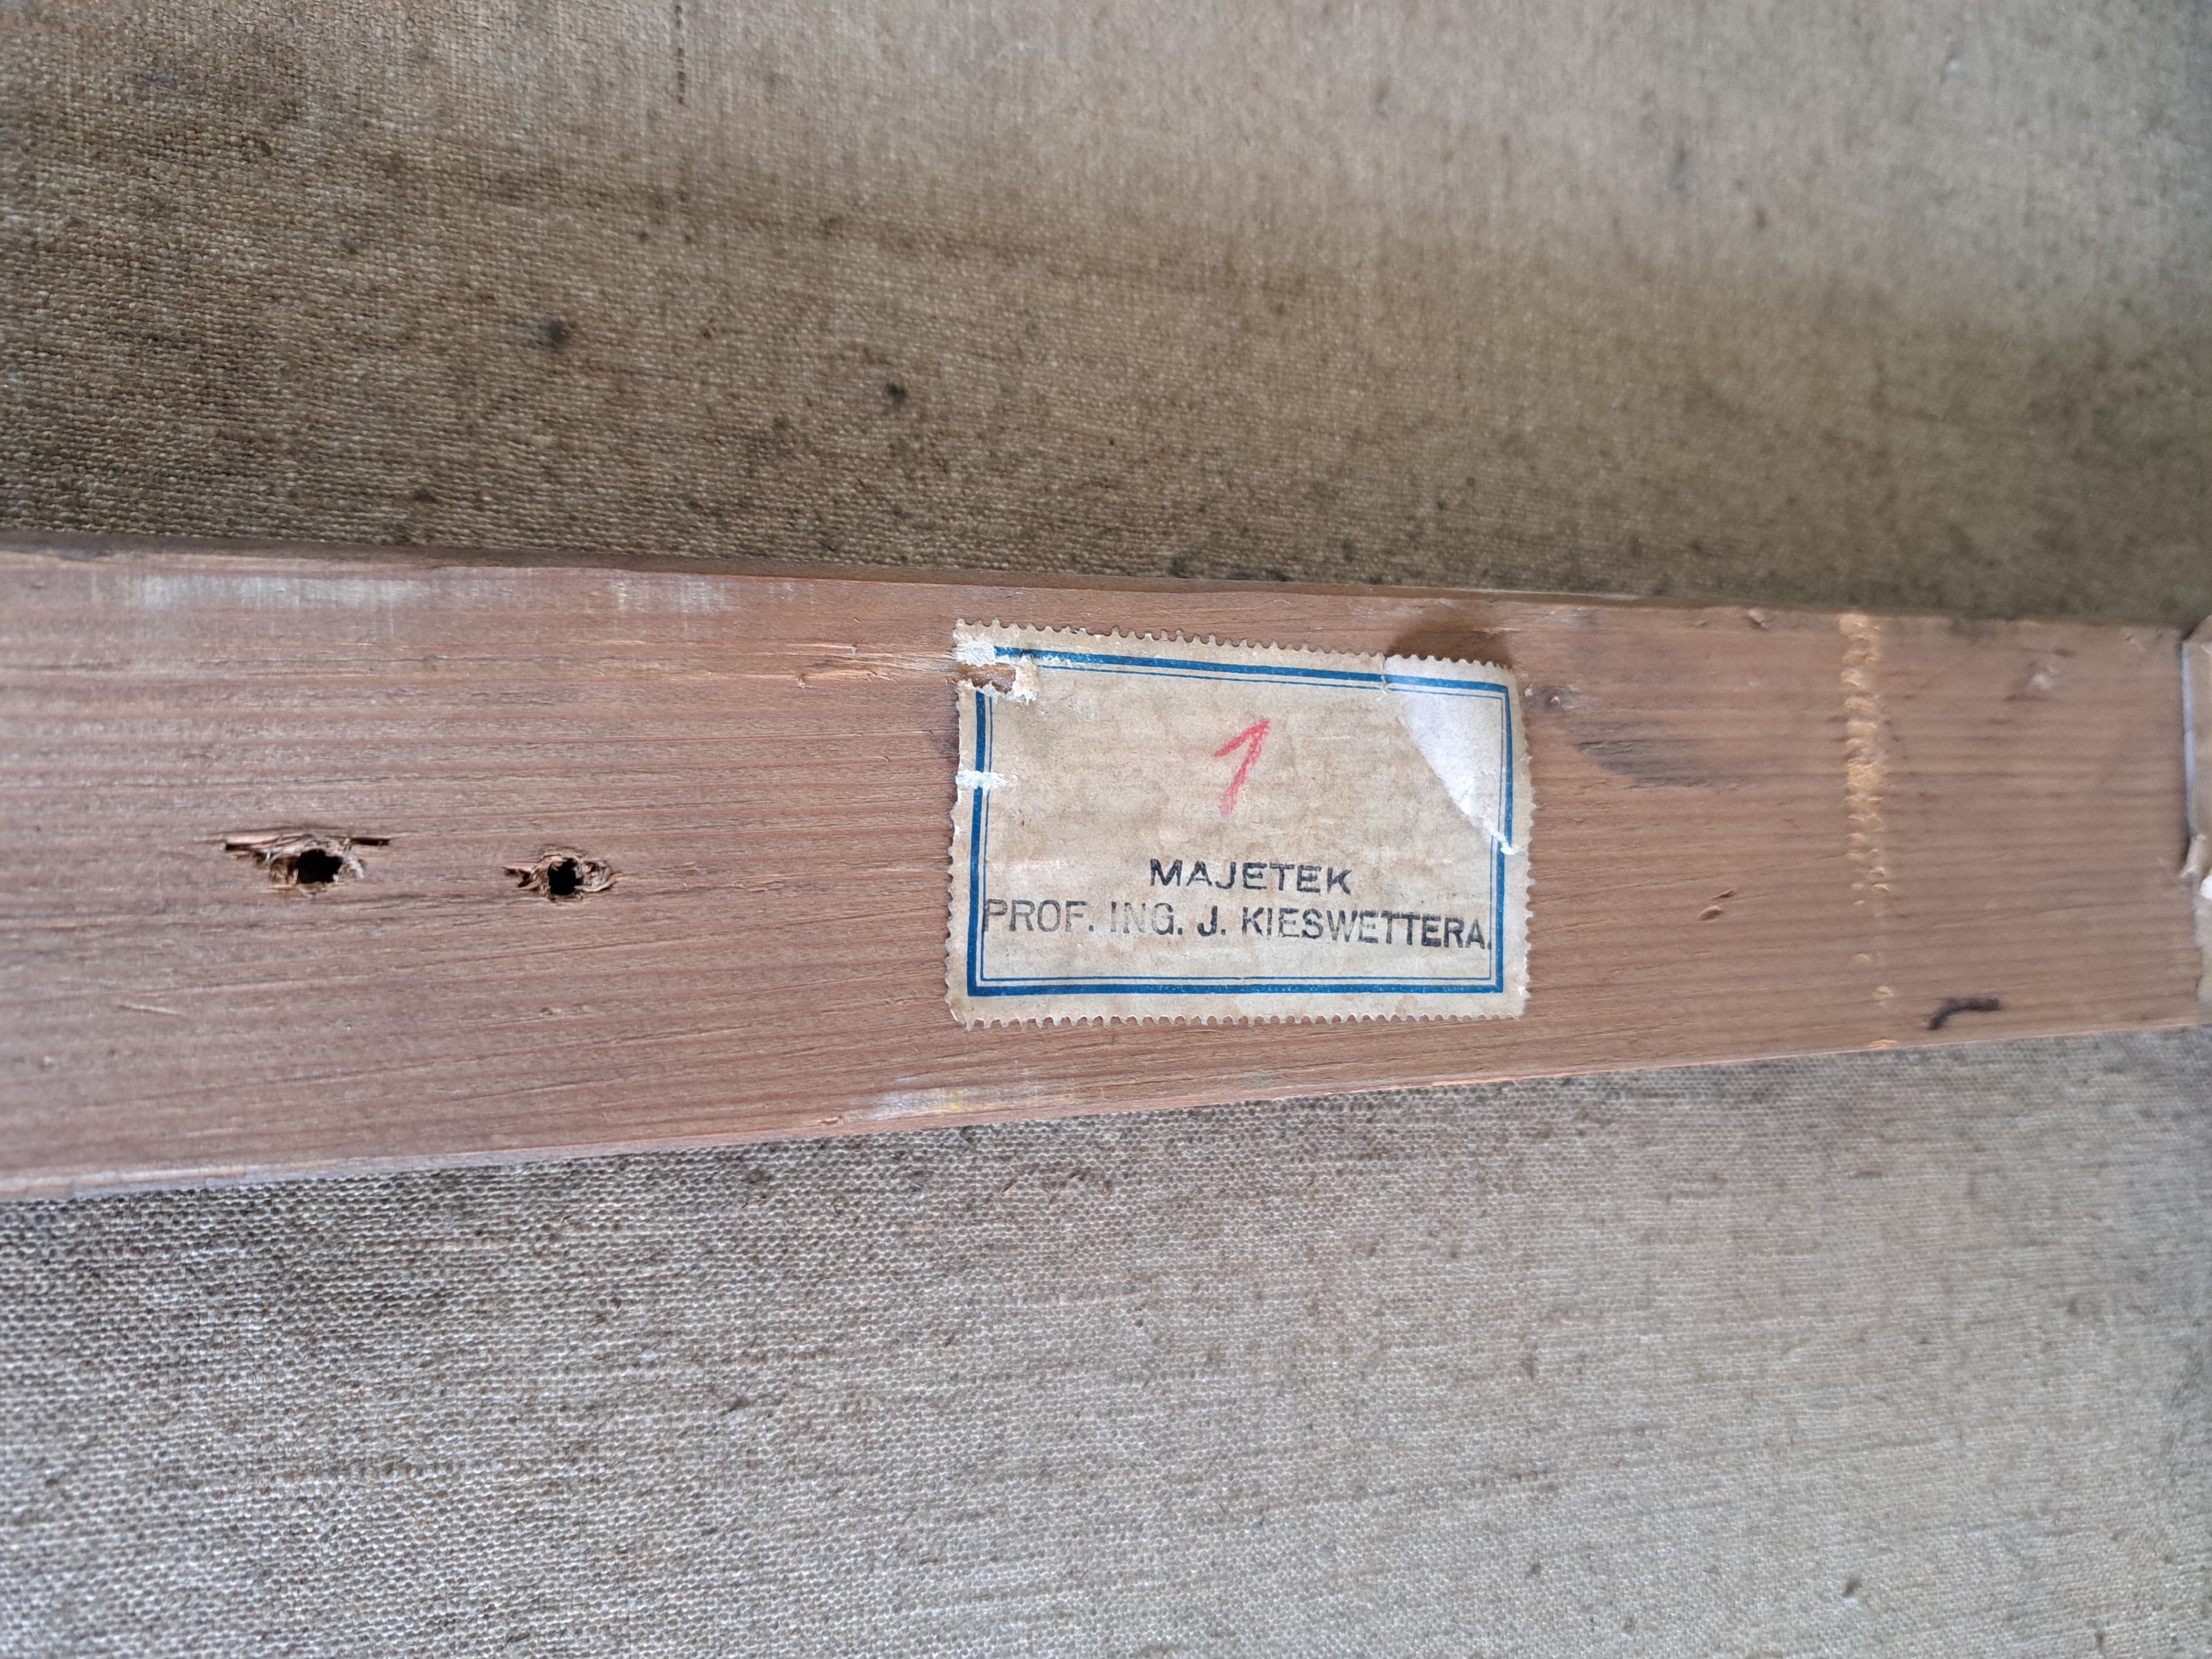 1
MAJETEK
PROF. ING. J. KIESWETTERA.